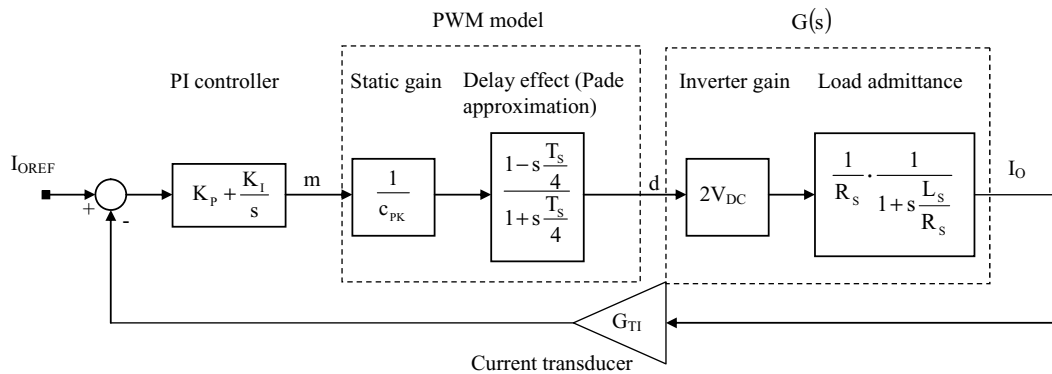 PWM model
G(s)
PI controller
Static gain
Delay effect (Pade approximation)
Inverter gain
Load admittance
I_OREF
+
-
K_P + K_I/s
m
1/c_PK
(1 - s T_S/4)/(1 + s T_S/4)
d
2V_DC
1/R_S · 1/(1 + s L_S/R_S)
I_O
G_TI
Current transducer